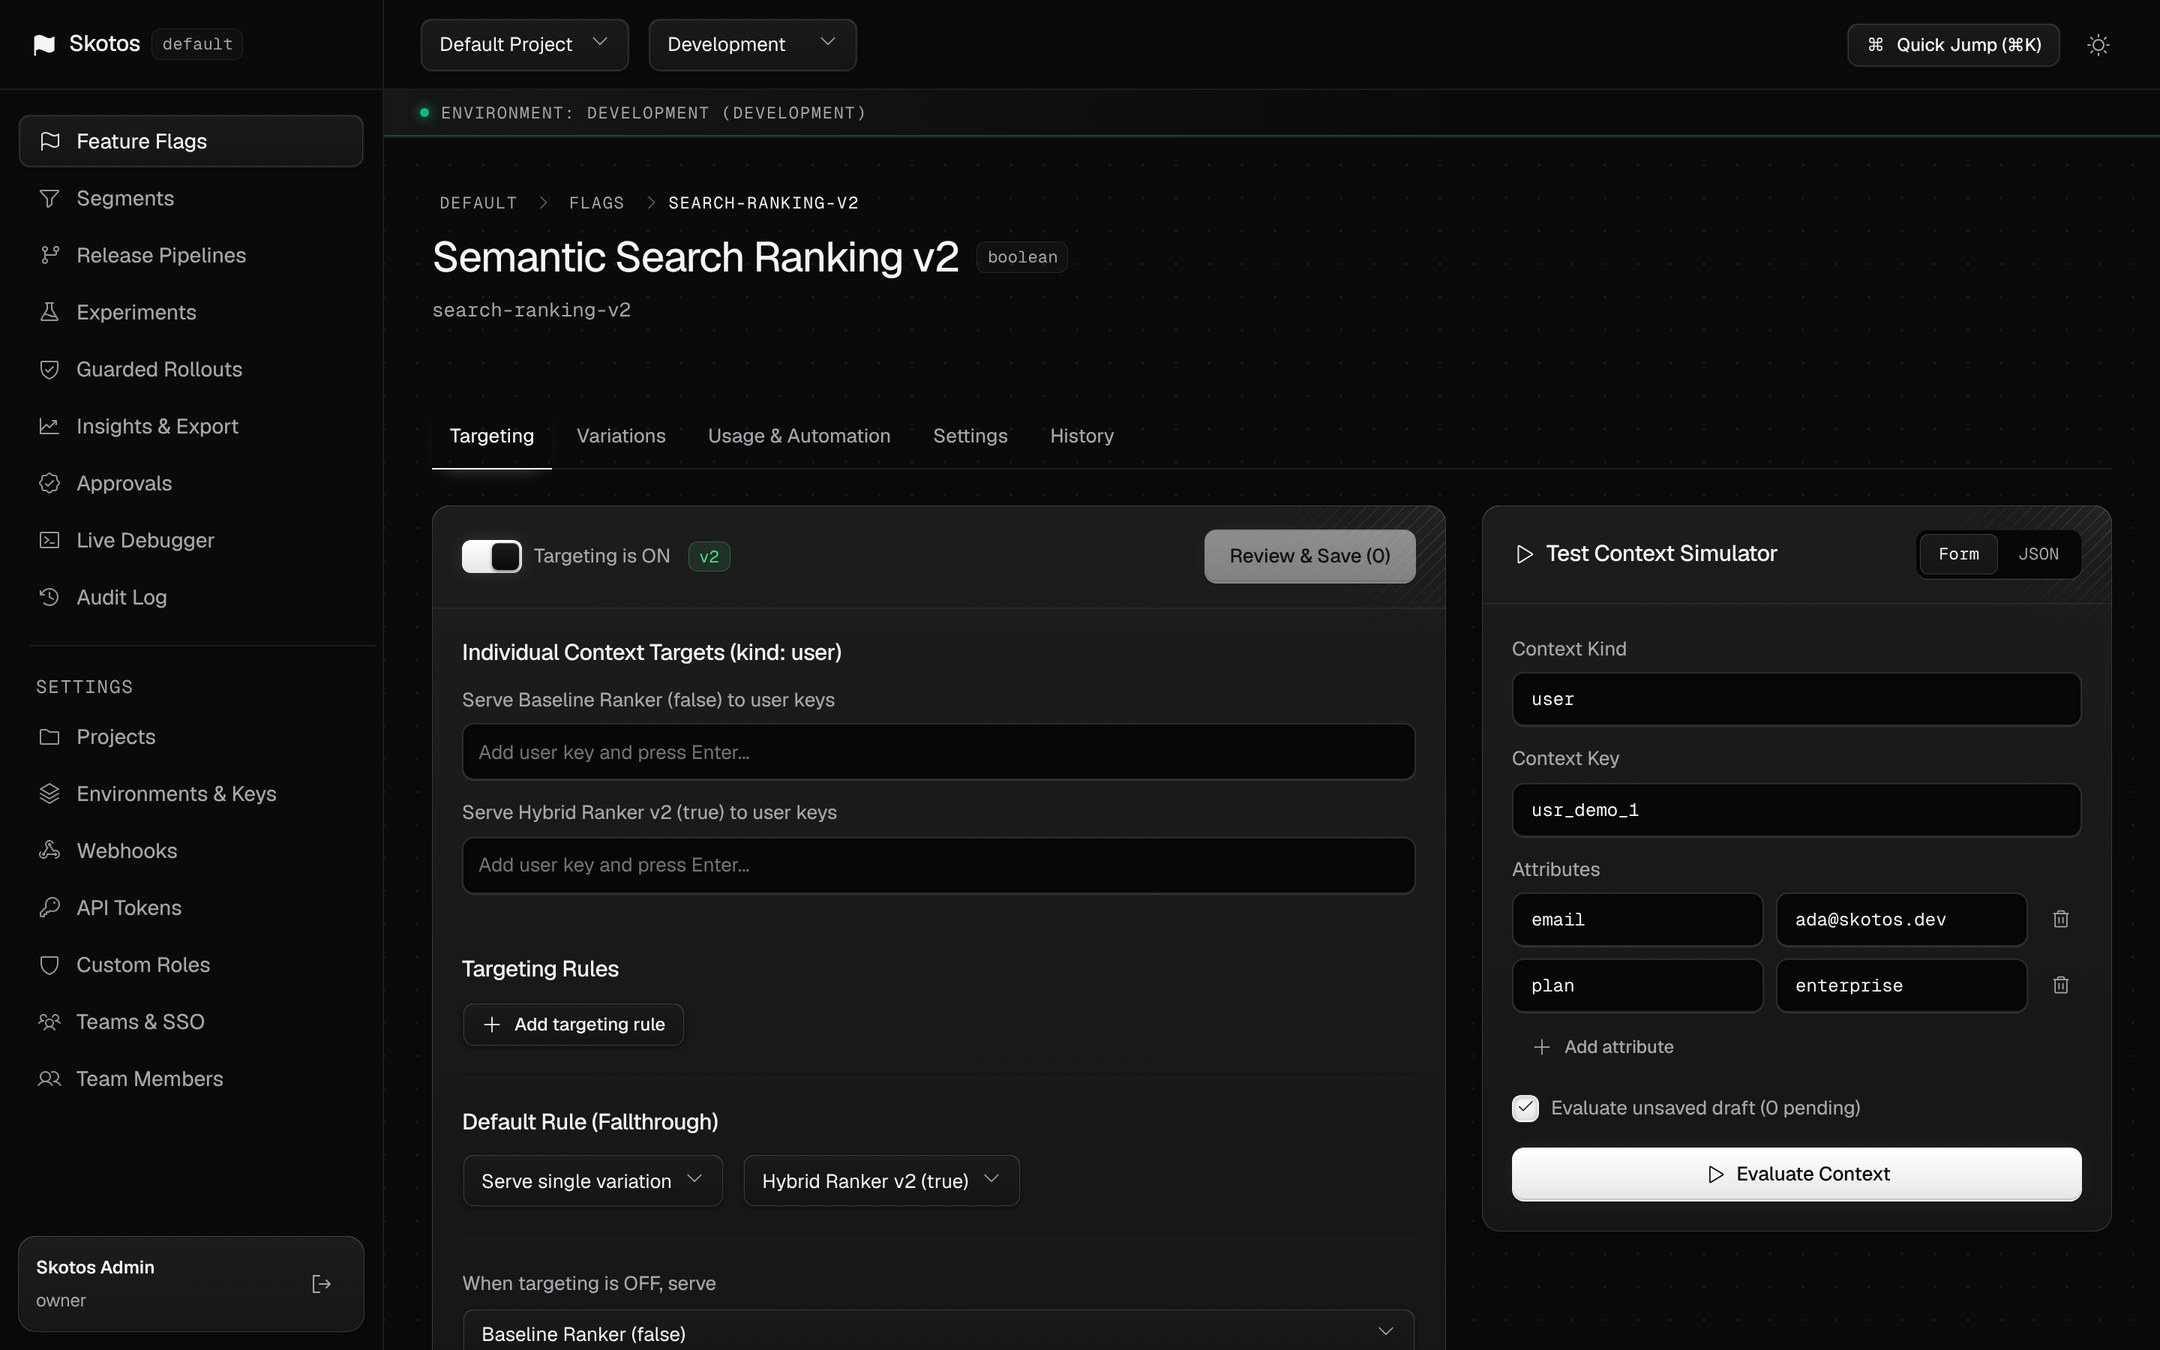 Skotos default
Default Project
Development
⌘ Quick Jump (⌘K)
ENVIRONMENT: DEVELOPMENT (DEVELOPMENT)
Feature Flags
Segments
Release Pipelines
Experiments
Guarded Rollouts
Insights & Export
Approvals
Live Debugger
Audit Log
SETTINGS
Projects
Environments & Keys
Webhooks
API Tokens
Custom Roles
Teams & SSO
Team Members
Skotos Admin
owner
DEFAULT > FLAGS > SEARCH-RANKING-V2
Semantic Search Ranking v2 boolean
search-ranking-v2
Targeting Variations Usage & Automation Settings History
Targeting is ON v2 Review & Save (0)
Individual Context Targets (kind: user)
Serve Baseline Ranker (false) to user keys
Add user key and press Enter...
Serve Hybrid Ranker v2 (true) to user keys
Add user key and press Enter...
Targeting Rules
+ Add targeting rule
Default Rule (Fallthrough)
Serve single variation Hybrid Ranker v2 (true)
When targeting is OFF, serve
Baseline Ranker (false)
Test Context Simulator Form JSON
Context Kind
user
Context Key
usr_demo_1
Attributes
email ada@skotos.dev
plan enterprise
+ Add attribute
Evaluate unsaved draft (0 pending)
Evaluate Context